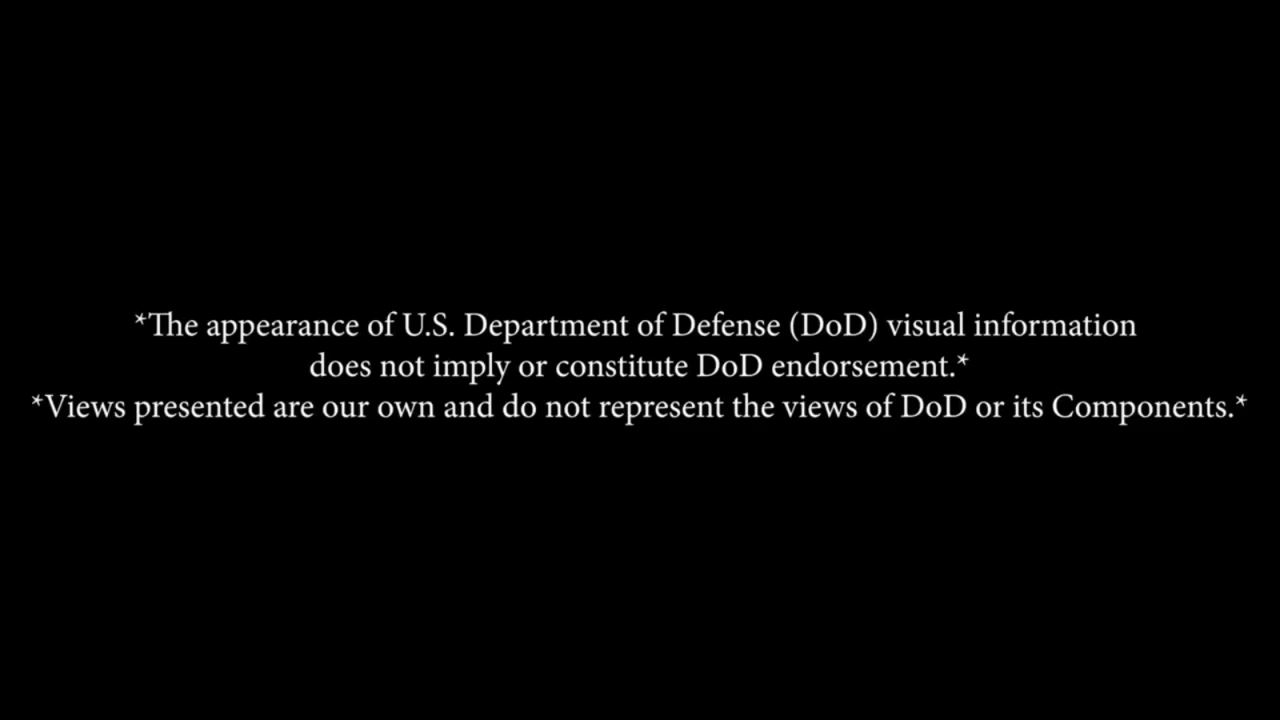 *The appearance of U.S. Department of Defense (DoD) visual information
does not imply or constitute DoD endorsement.*
*Views presented are our own and do not represent the views of DoD or its Components.*